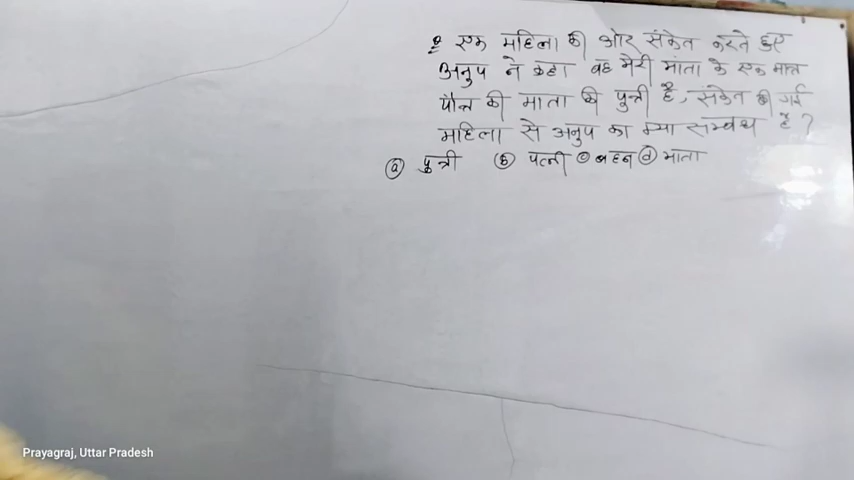 Q एक महिला की ओर संकेत करते हुए
अनुप ने कहा वह मेरी माता के एक मात्र
पौत्र की माता की पुत्री है, संकेत की गई
महिला से अनुप का क्या सम्बंध है ?
(a) पुत्री (b) पत्नी (c) बहन (d) माता
Prayagraj, Uttar Pradesh